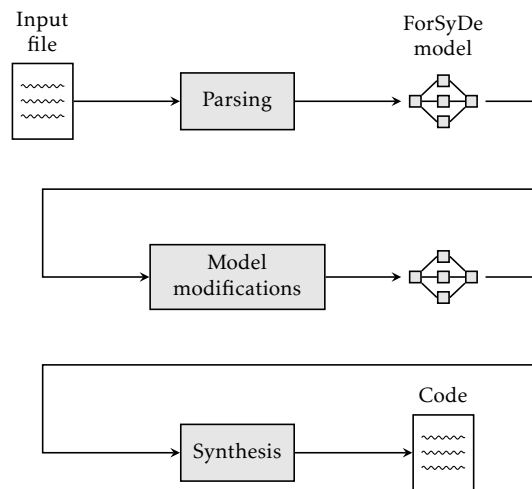 Input
file
ForSyDe
model
Parsing
Model
modifications
Code
Synthesis